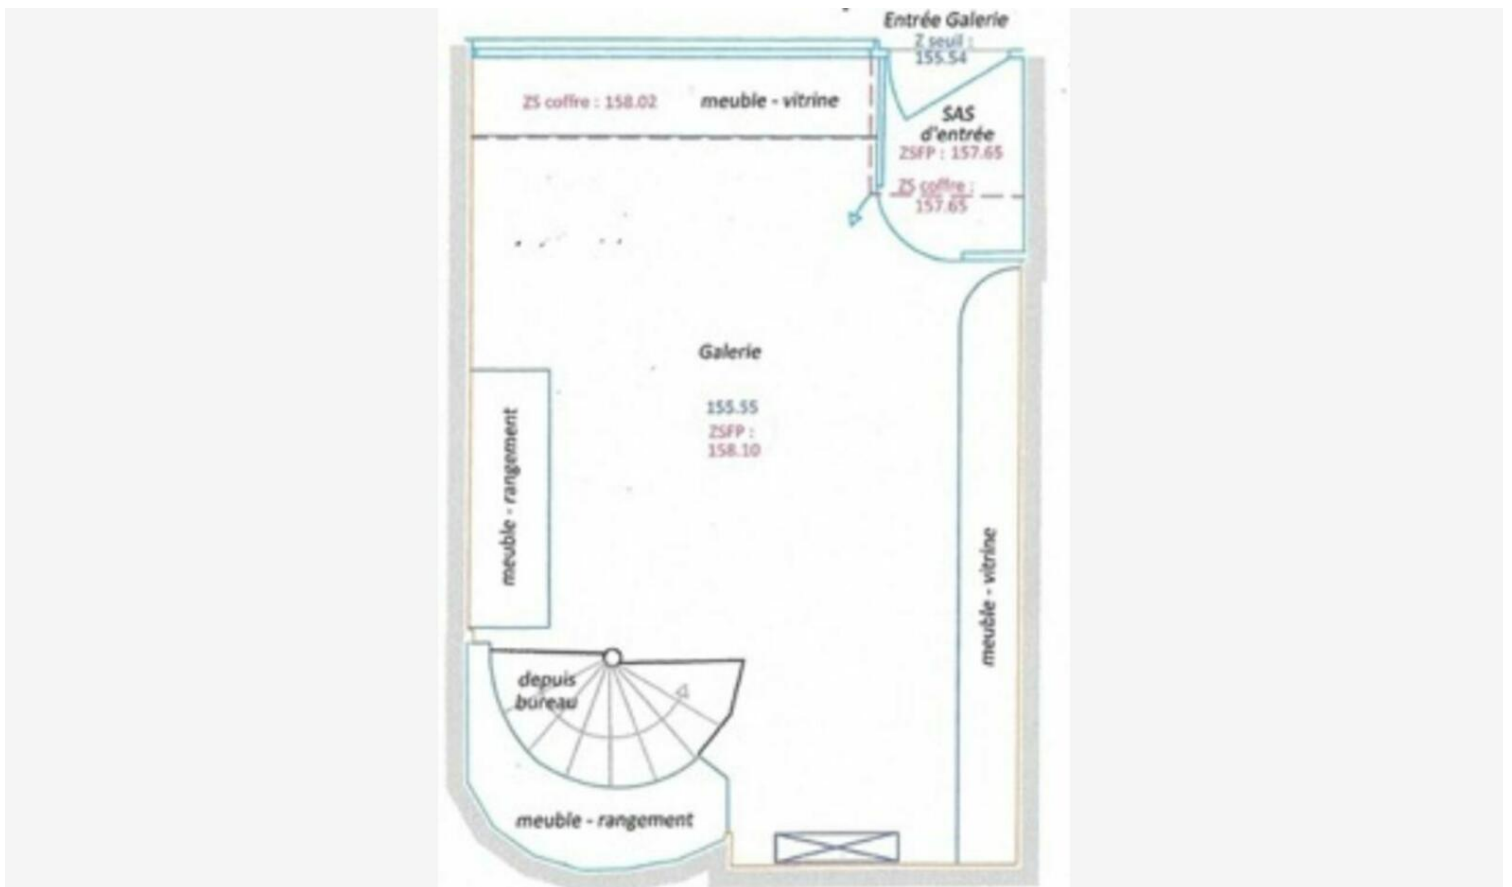 Entrée Galerie
Z seuil :
155.54
ZS coffre : 158.02
meuble - vitrine
SAS
d'entrée
ZSFP : 157.65
ZS coffre :
157.65
Galerie
155.55
ZSFP :
158.10
meuble - rangement
meuble - vitrine
depuis
bureau
meuble - rangement